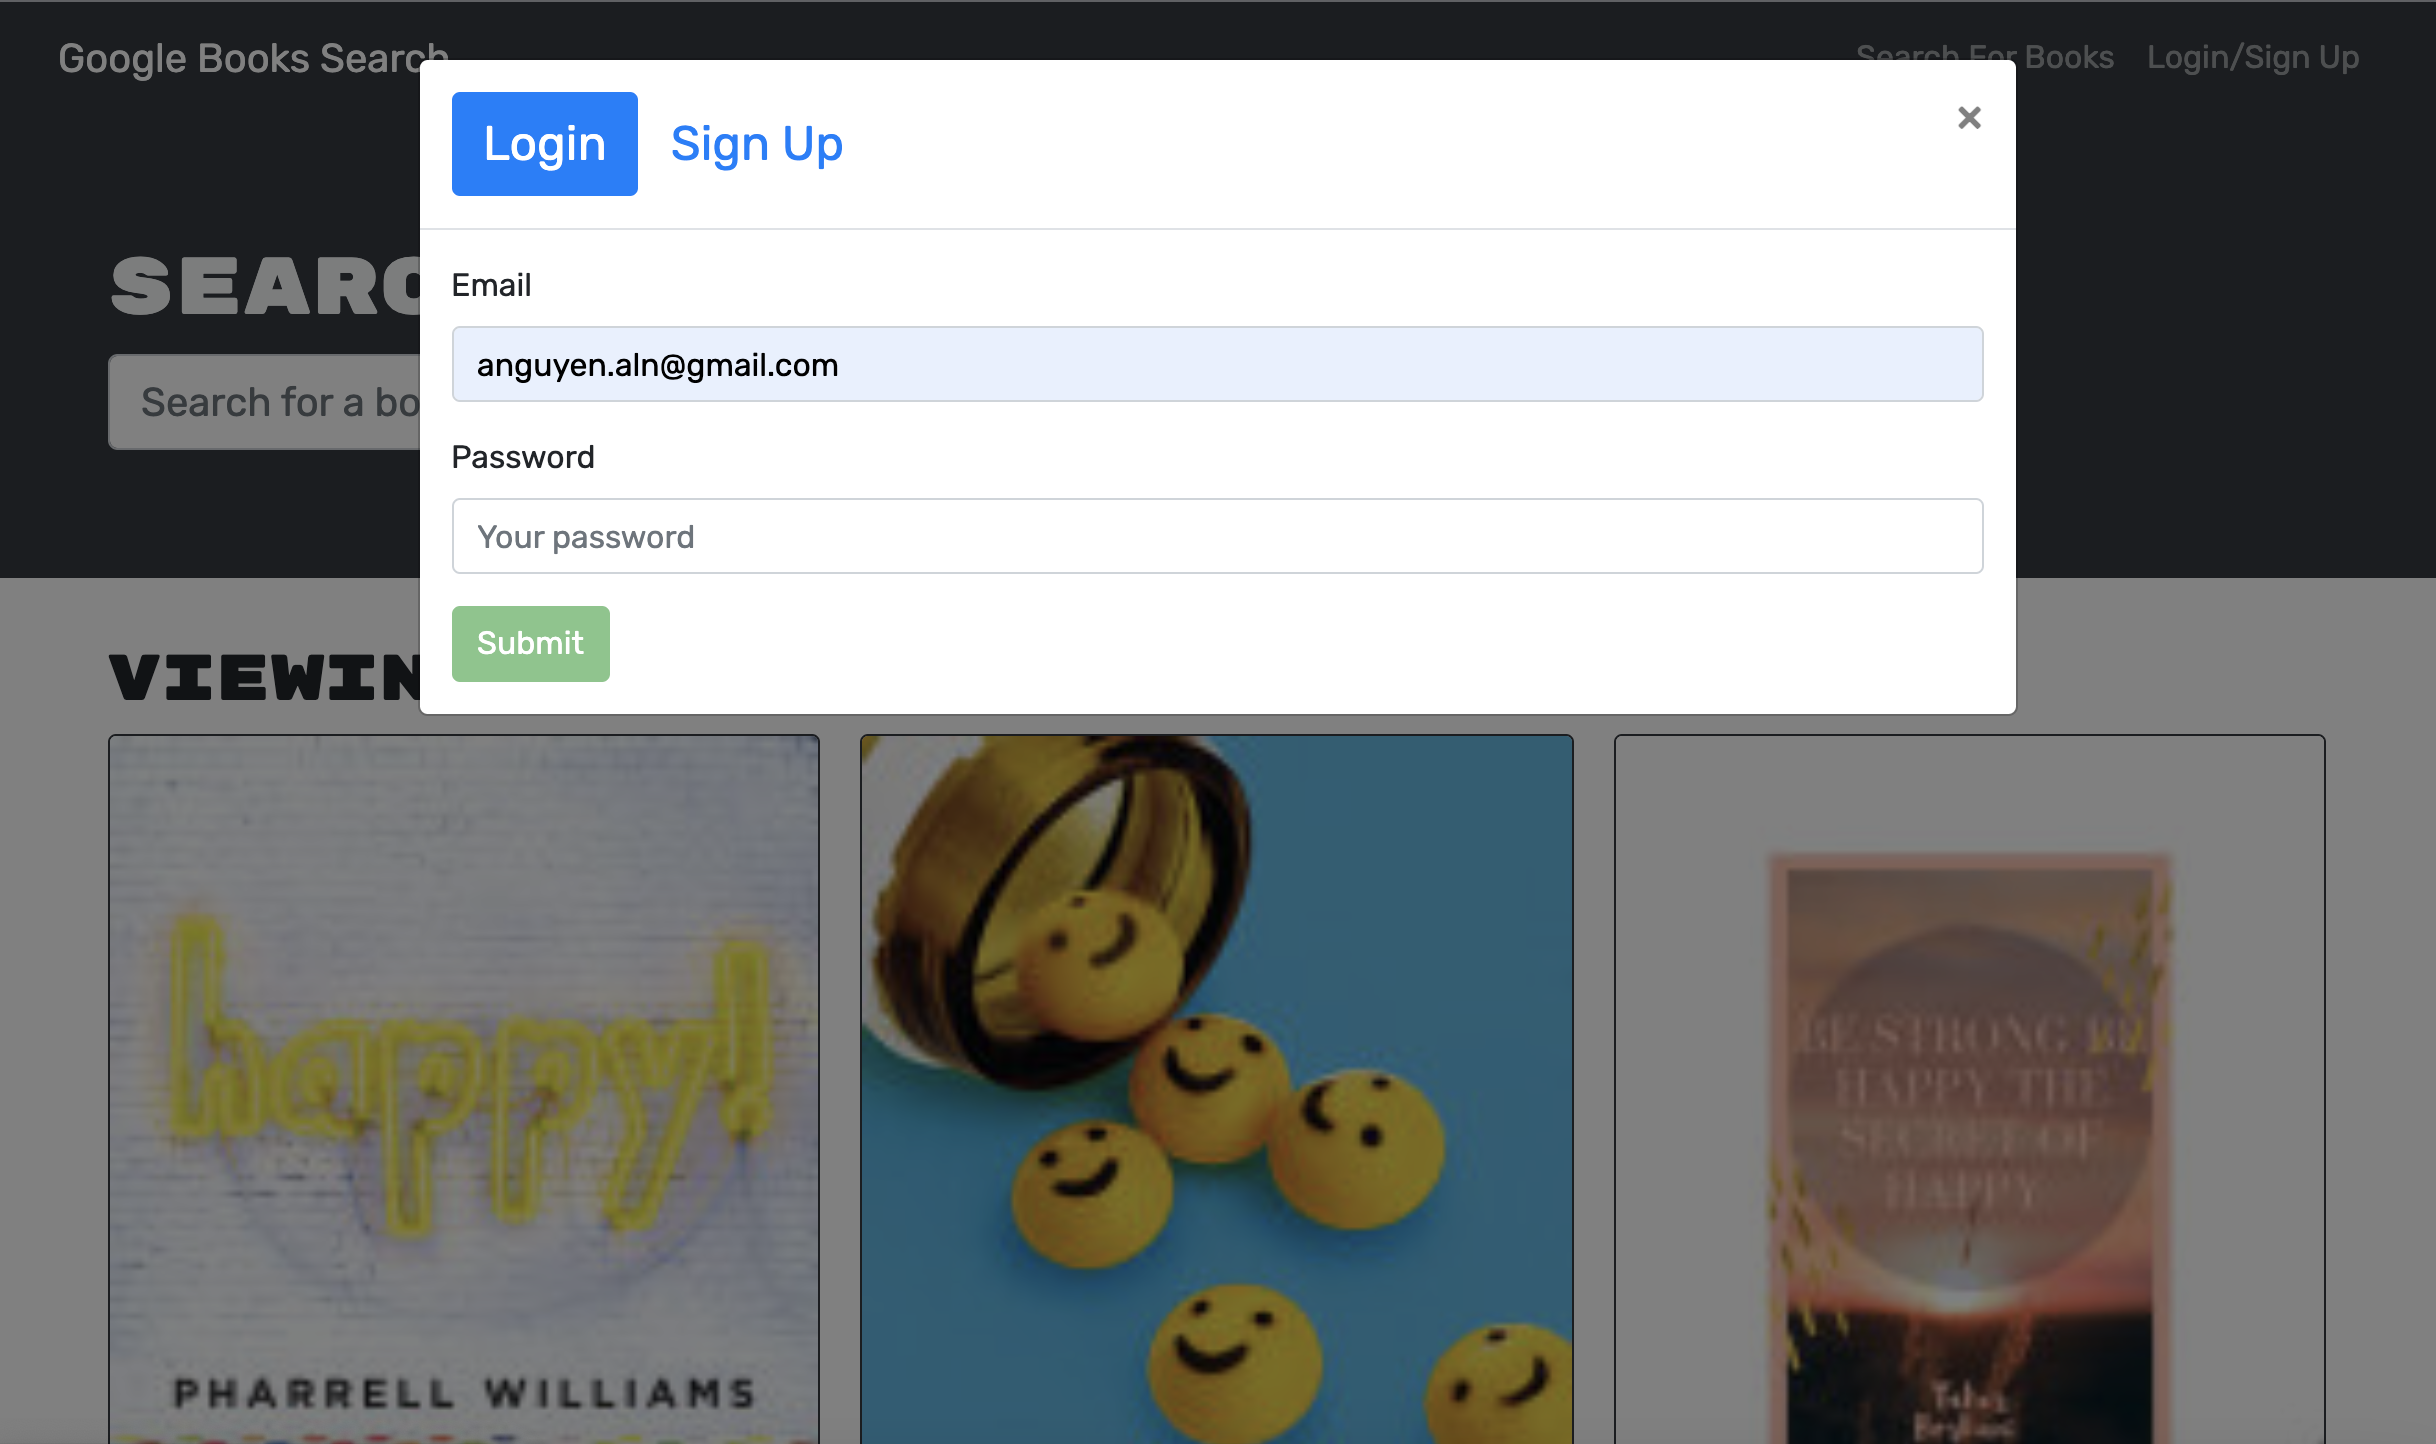 Google Books Search
Search For Books Login/Sign Up
Login Sign Up
×
Email
anguyen.aln@gmail.com
Password
Your password
Submit
SEARC
Search for a bo
VIEWIN
happy!
PHARRELL WILLIAMS
BE STRONG BE
HAPPY THE
SECRET OF
HAPPY